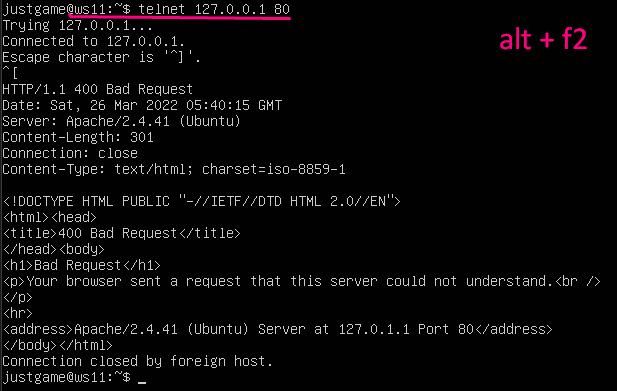 justgame@ws11:~$ telnet 127.0.0.1 80
Trying 127.0.0.1...
Connected to 127.0.0.1.
Escape character is '^]'.
^[
HTTP/1.1 400 Bad Request
Date: Sat, 26 Mar 2022 05:40:15 GMT
Server: Apache/2.4.41 (Ubuntu)
Content-Length: 301
Connection: close
Content-Type: text/html; charset=iso-8859-1

<!DOCTYPE HTML PUBLIC "-//IETF//DTD HTML 2.0//EN">
<html><head>
<title>400 Bad Request</title>
</head><body>
<h1>Bad Request</h1>
<p>Your browser sent a request that this server could not understand.<br />
</p>
<hr>
<address>Apache/2.4.41 (Ubuntu) Server at 127.0.1.1 Port 80</address>
</body></html>
Connection closed by foreign host.
justgame@ws11:~$ _
alt + f2